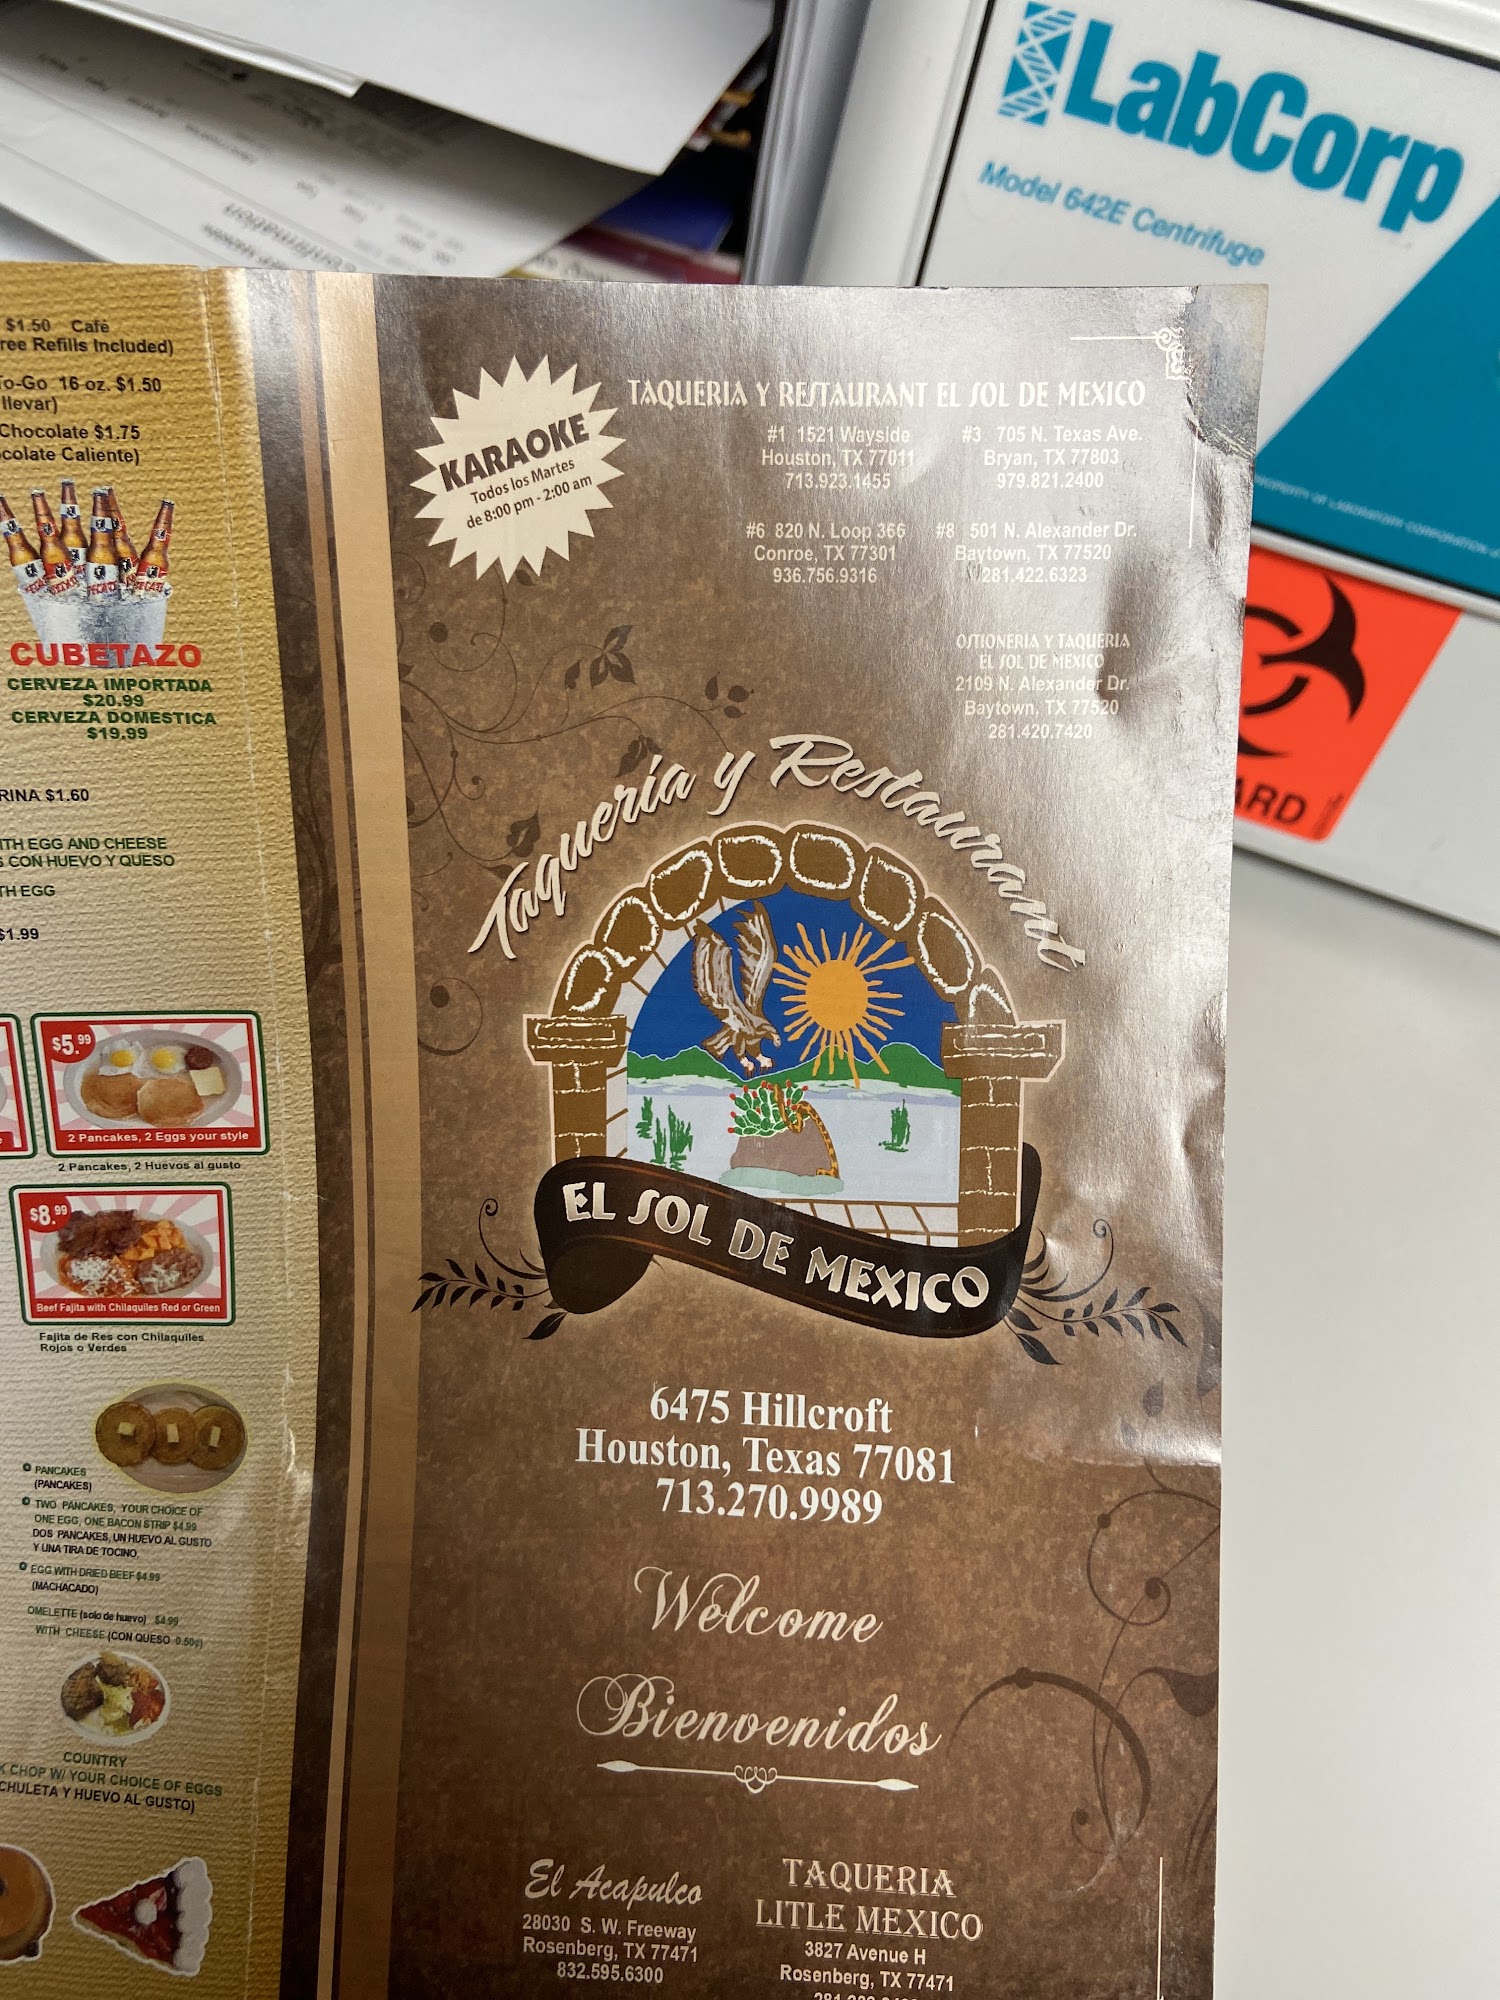 LabCorp
Model 642E Centrifuge
$1.50 Café
ree Refills Included)
To-Go 16 oz. $1.50
llevar)
Chocolate $1.75
colate Caliente)
CUBETAZO
CERVEZA IMPORTADA
$20.99
CERVEZA DOMESTICA
$19.99
RINA $1.60
ITH EGG AND CHEESE
S CON HUEVO Y QUESO
TH EGG
$1.99
$5.99
2 Pancakes, 2 Eggs your style
2 Pancakes, 2 Huevos al gusto
$8.99
Beef Fajita with Chilaquiles Red or Green
Fajita de Res con Chilaquiles
Rojos o Verdes
PANCAKES
(PANCAKES)
TWO PANCAKES, YOUR CHOICE OF
ONE EGG, ONE BACON STRIP $4.99
DOS PANCAKES, UN HUEVO AL GUSTO
Y UNA TIRA DE TOCINO.
EGG WITH DRIED BEEF $4.99
(MACHACADO)
OMELETTE (solo de huevo) $4.99
WITH CHEESE (CON QUESO 0.50¢)
COUNTRY
K CHOP W/ YOUR CHOICE OF EGGS
CHULETA Y HUEVO AL GUSTO)
KARAOKE
Todos los Martes
de 8:00 pm - 2:00 am
TAQUERIA Y RESTAURANT EL SOL DE MEXICO
#1 1521 Wayside
Houston, TX 77011
713.923.1455
#3 705 N. Texas Ave.
Bryan, TX 77803
979.821.2400
#6 820 N. Loop 366
Conroe, TX 77301
936.756.9316
#8 501 N. Alexander Dr.
Baytown, TX 77520
281.422.6323
OSTIONERIA Y TAQUERIA
EL SOL DE MEXICO
2109 N. Alexander Dr.
Baytown, TX 77520
281.420.7420
Taquería y Restaurant
EL SOL DE MEXICO
6475 Hillcroft
Houston, Texas 77081
713.270.9989
Welcome
Bienvenidos
El Acapulco
28030 S. W. Freeway
Rosenberg, TX 77471
832.595.6300
TAQUERIA
LITLE MEXICO
3827 Avenue H
Rosenberg, TX 77471
ARD